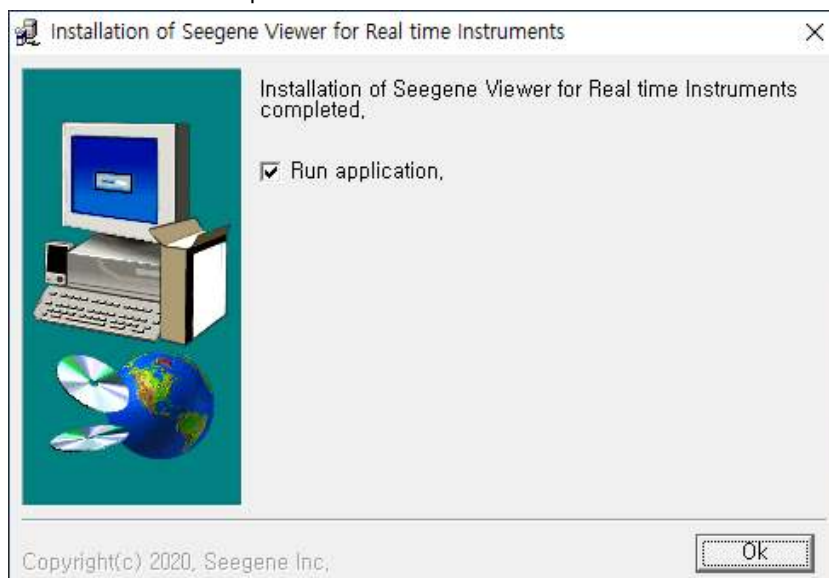 Installation of Seegene Viewer for Real time Instruments
Installation of Seegene Viewer for Real time Instruments
completed,
Run application,
Copyright(c) 2020, Seegene Inc,
Ok